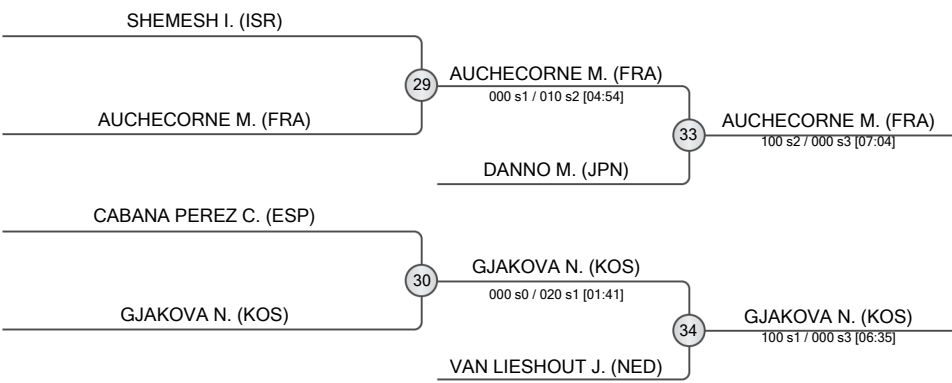 SHEMESH I. (ISR)
29
AUCHECORNE M. (FRA)
000 s1 / 010 s2 [04:54]
AUCHECORNE M. (FRA)
33
AUCHECORNE M. (FRA)
100 s2 / 000 s3 [07:04]
DANNO M. (JPN)
CABANA PEREZ C. (ESP)
30
GJAKOVA N. (KOS)
000 s0 / 020 s1 [01:41]
GJAKOVA N. (KOS)
34
GJAKOVA N. (KOS)
100 s1 / 000 s3 [06:35]
VAN LIESHOUT J. (NED)